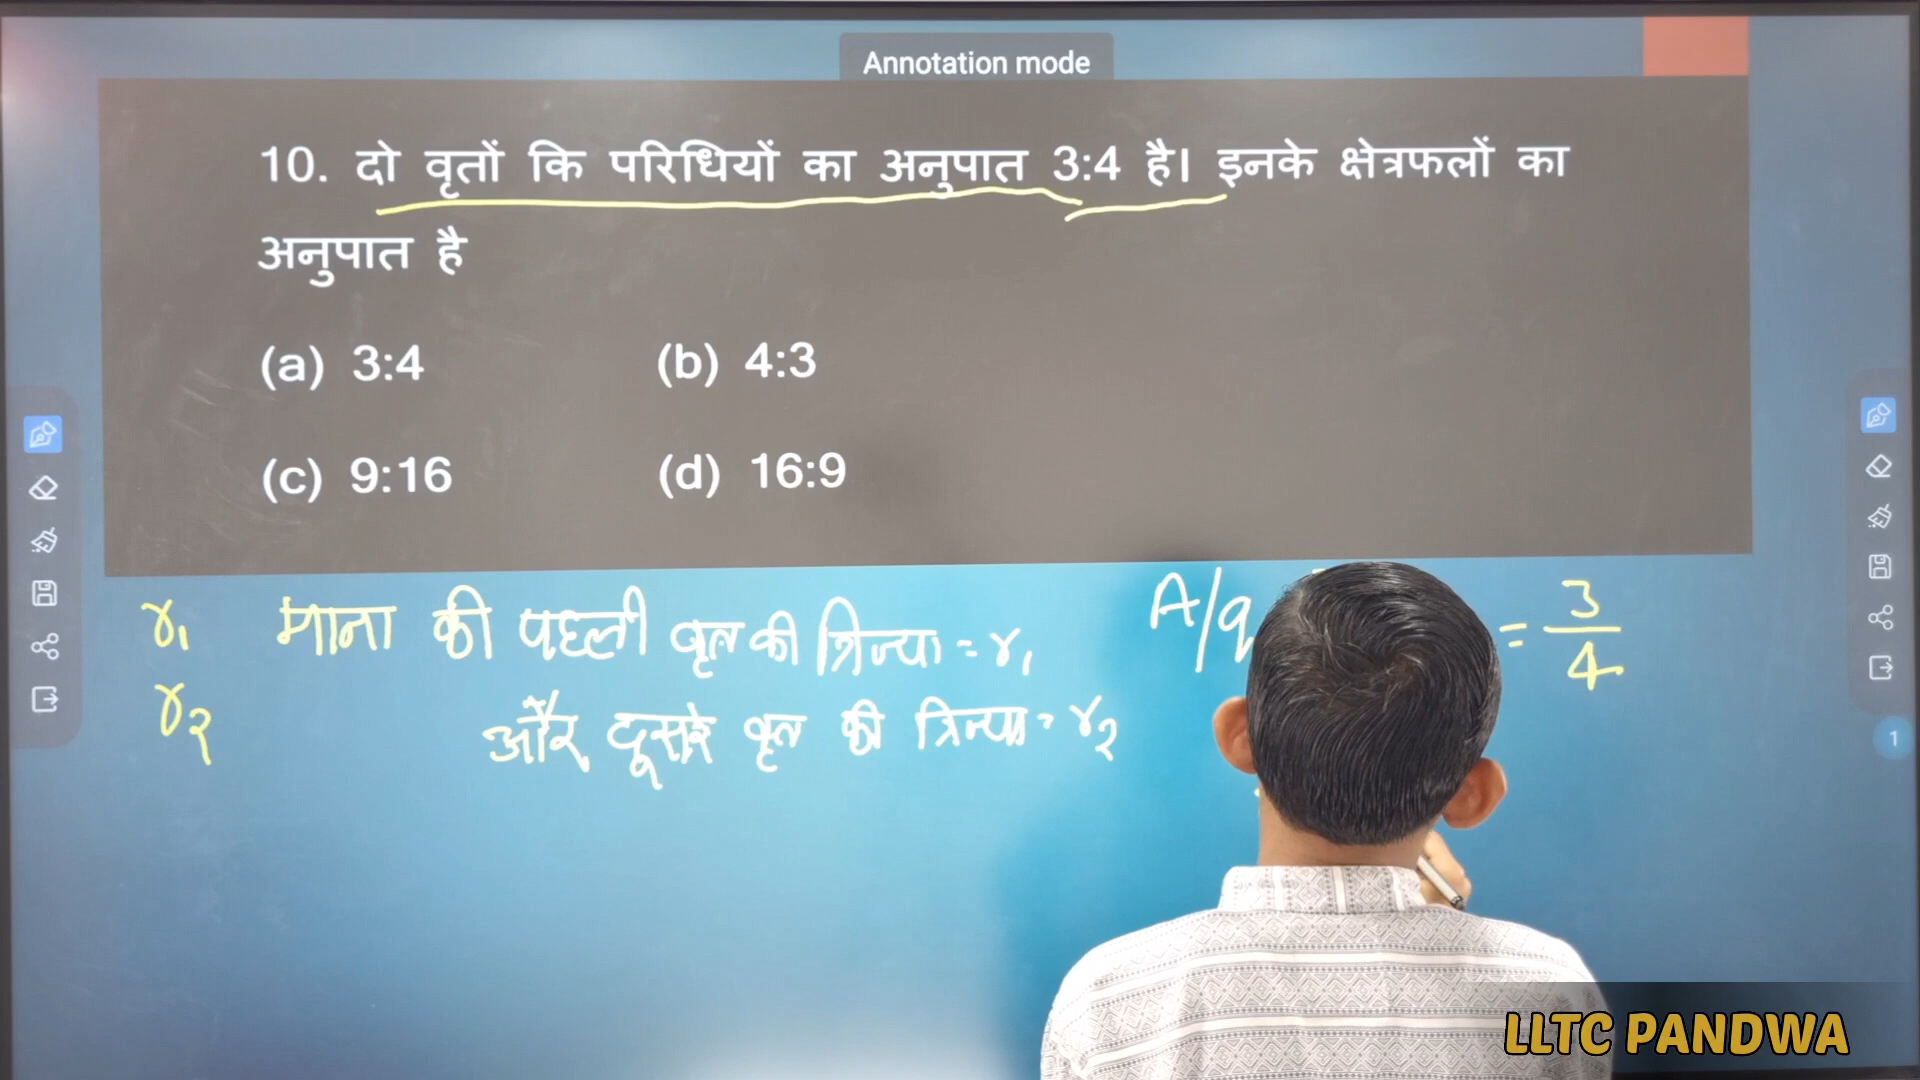 Annotation mode
10. दो वृतों कि परिधियों का अनुपात 3:4 है। इनके क्षेत्रफलों का
अनुपात है
(a) 3:4 (b) 4:3
(c) 9:16 (d) 16:9
r₁ माना की पहली वृत की त्रिज्या = r₁
r₂ और दूसरे वृत की त्रिज्या = r₂
A/q = 3/4
1
LLTC PANDWA